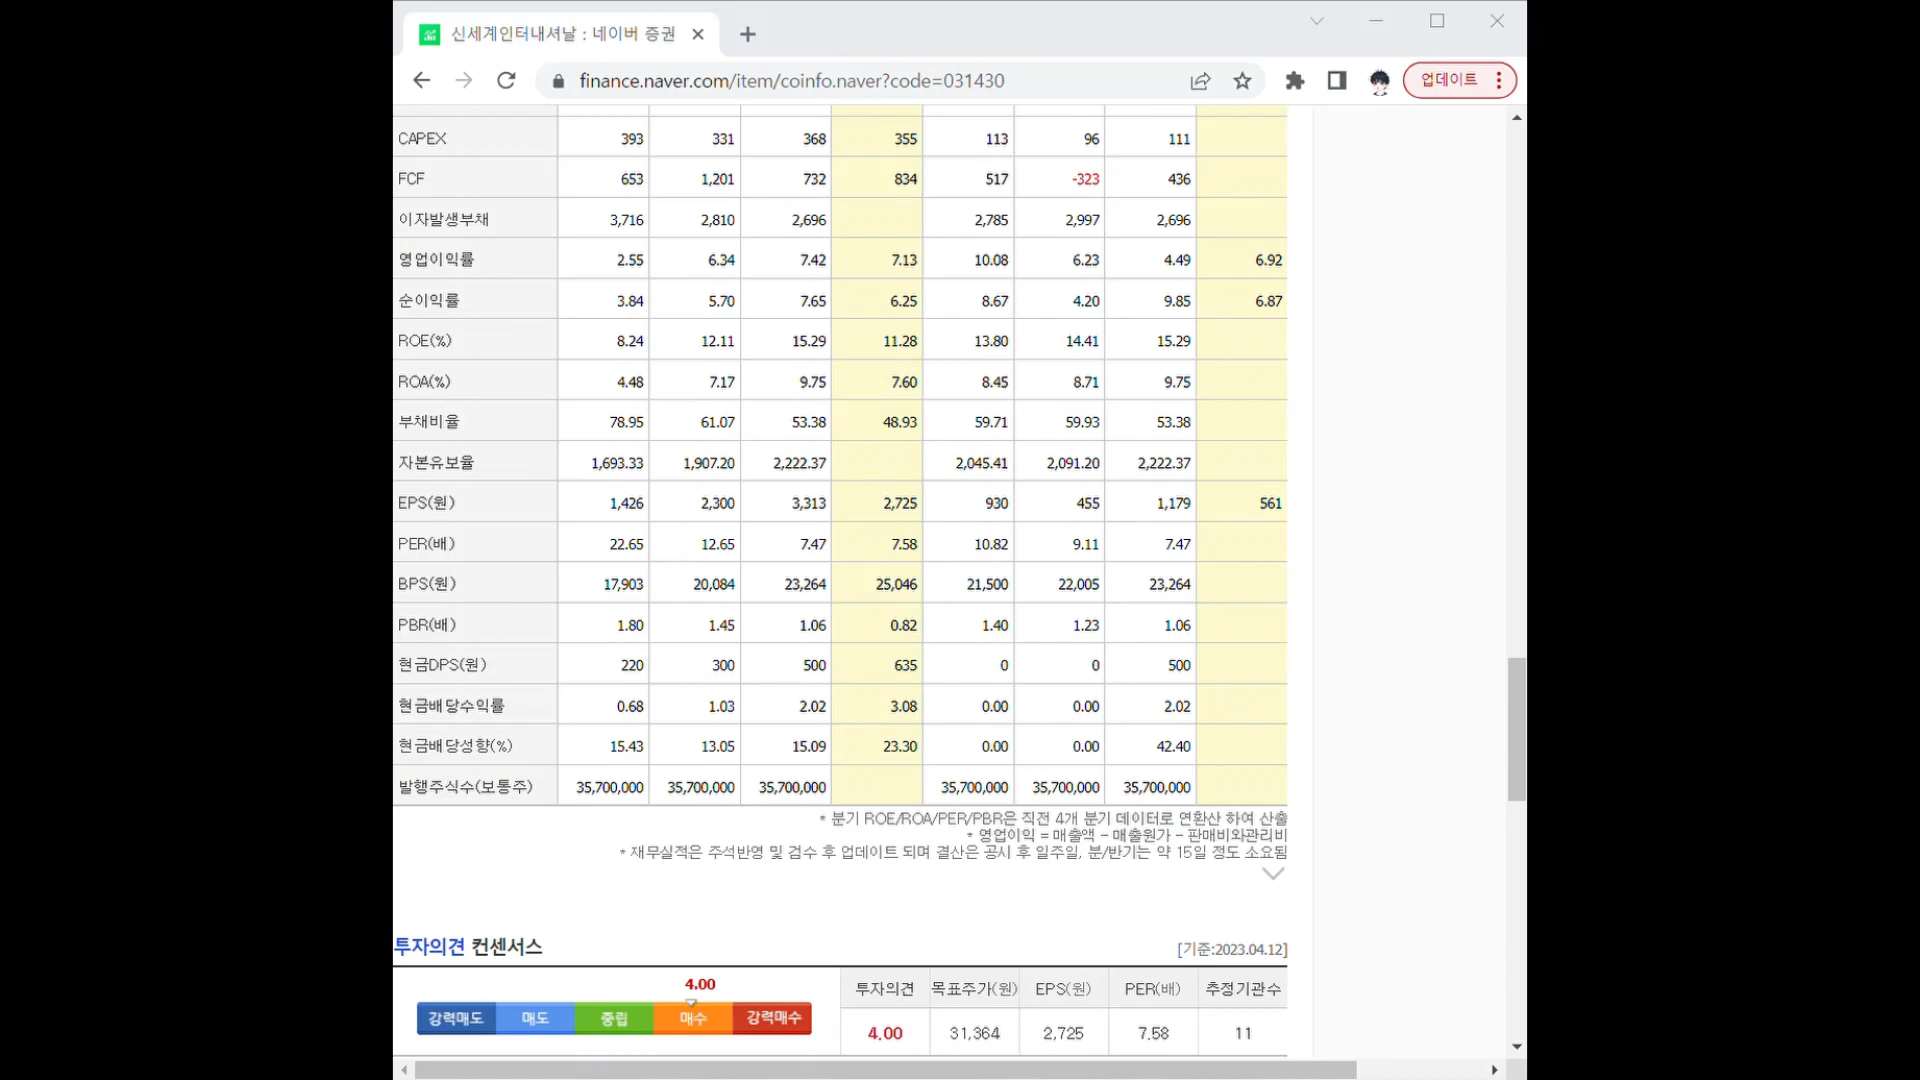 신세계인터내셔날 : 네이버 증권
finance.naver.com/item/coinfo.naver?code=031430
업데이트
CAPEX 393 331 368 355 113 96 111
FCF 653 1,201 732 834 517 -323 436
이자발생부채 3,716 2,810 2,696 2,785 2,997 2,696
영업이익률 2.55 6.34 7.42 7.13 10.08 6.23 4.49 6.92
순이익률 3.84 5.70 7.65 6.25 8.67 4.20 9.85 6.87
ROE(%) 8.24 12.11 15.29 11.28 13.80 14.41 15.29
ROA(%) 4.48 7.17 9.75 7.60 8.45 8.71 9.75
부채비율 78.95 61.07 53.38 48.93 59.71 59.93 53.38
자본유보율 1,693.33 1,907.20 2,222.37 2,045.41 2,091.20 2,222.37
EPS(원) 1,426 2,300 3,313 2,725 930 455 1,179 561
PER(배) 22.65 12.65 7.47 7.58 10.82 9.11 7.47
BPS(원) 17,903 20,084 23,264 25,046 21,500 22,005 23,264
PBR(배) 1.80 1.45 1.06 0.82 1.40 1.23 1.06
현금DPS(원) 220 300 500 635 0 0 500
현금배당수익률 0.68 1.03 2.02 3.08 0.00 0.00 2.02
현금배당성향(%) 15.43 13.05 15.09 23.30 0.00 0.00 42.40
발행주식수(보통주) 35,700,000 35,700,000 35,700,000 35,700,000 35,700,000 35,700,000
* 분기 ROE/ROA/PER/PBR은 직전 4개 분기 데이터로 연환산 하여 산출
* 영업이익 = 매출액 - 매출원가 - 판매비와관리비
* 재무실적은 주석반영 및 검수 후 업데이트 되며 결산은 공시 후 일주일, 분/반기는 약 15일 정도 소요됨
투자의견 컨센서스 [기준:2023.04.12]
4.00
강력매도 매도 중립 매수 강력매수
투자의견 목표주가(원) EPS(원) PER(배) 추정기관수
4.00 31,364 2,725 7.58 11